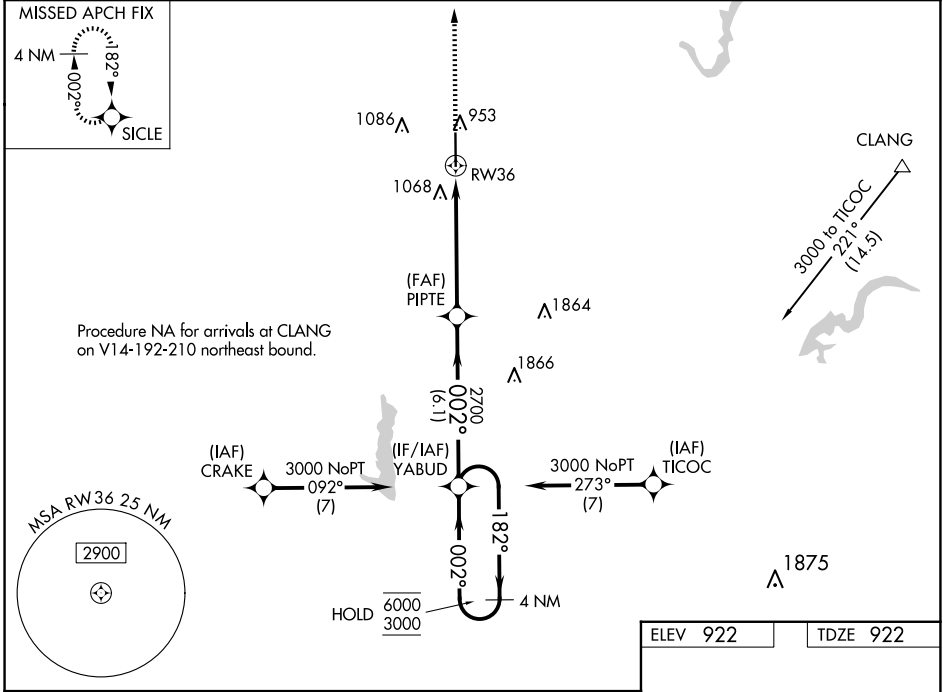 MISSED APCH FIX
4 NM
182°
002°
SICLE
1086
953
RW36
1068
CLANG
3000 to TICOC
221°
(14.5)
(FAF)
PIPTE
1864
Procedure NA for arrivals at CLANG
on V14-192-210 northeast bound.
1866
2700
002°
(6.1)
(IAF)
CRAKE
3000 NoPT
092°
(7)
(IF/IAF)
YABUD
3000 NoPT
273°
(7)
(IAF)
TICOC
MSA RW36 25 NM
2900
182°
002°
HOLD
6000
3000
4 NM
1875
ELEV 922
TDZE 922